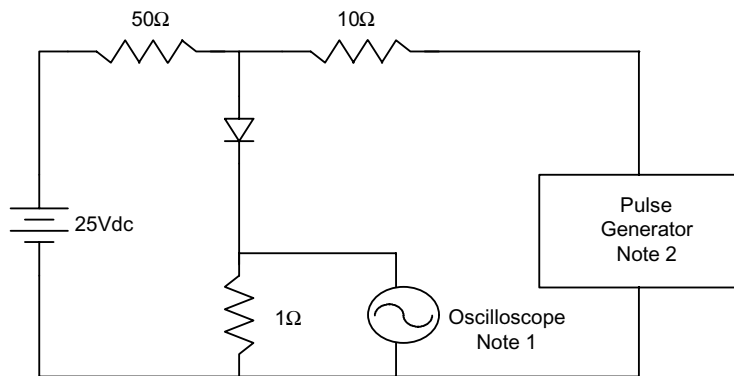 50Ω
10Ω
25Vdc
Pulse
Generator
Note 2
1Ω
Oscilloscope
Note 1